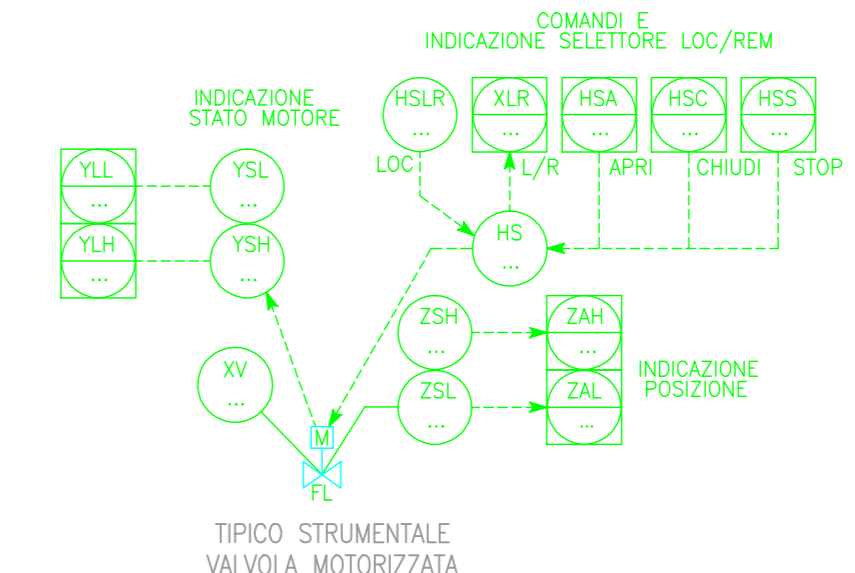 COMANDI E
INDICAZIONE SELETTORE LOC/REM
HSLR
...
XLR
...
HSA
...
HSC
...
HSS
...
LOC
L/R
APRI
CHIUDI
STOP
INDICAZIONE
STATO MOTORE
YLL
...
YSL
...
YLH
...
YSH
...
HS
...
ZSH
...
ZAH
...
ZSL
...
ZAL
...
INDICAZIONE
POSIZIONE
XV
...
M
FL
TIPICO STRUMENTALE
VALVOLA MOTORIZZATA